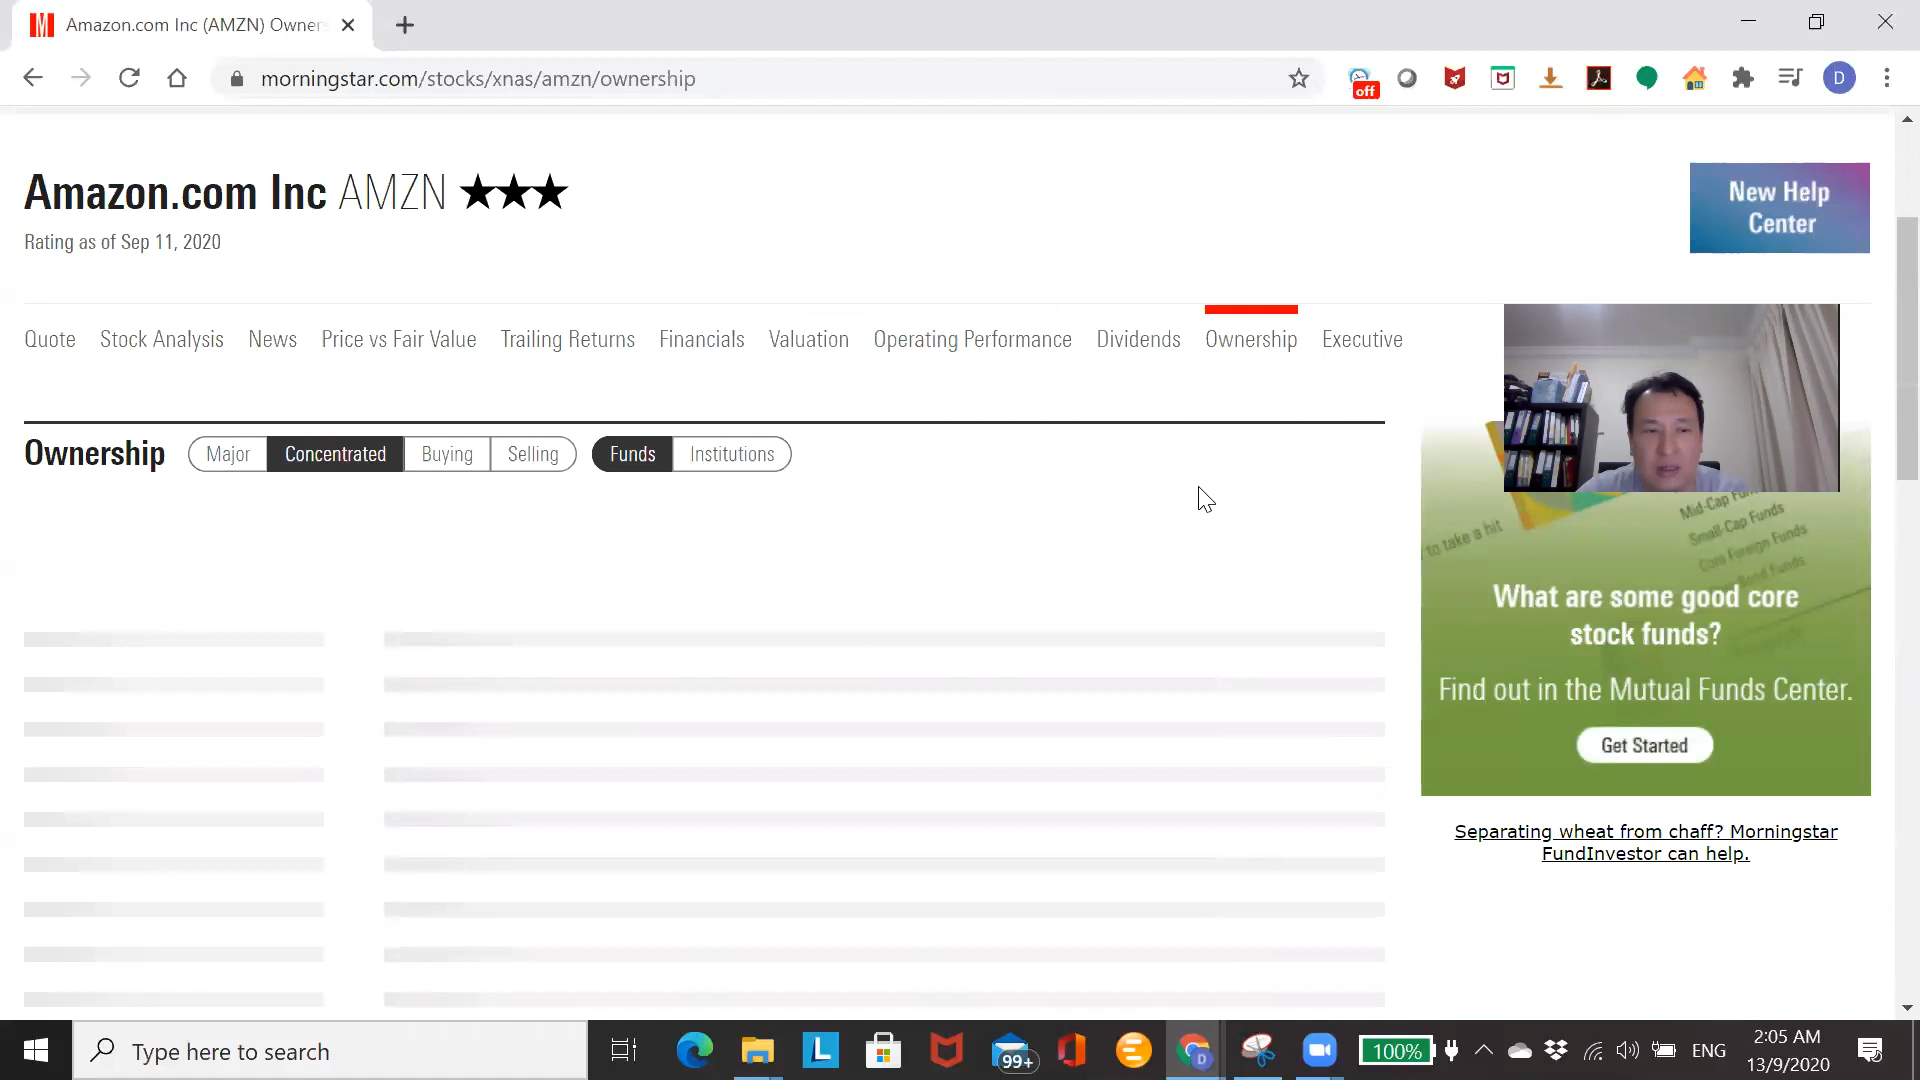 Amazon.com Inc (AMZN) Owner
morningstar.com/stocks/xnas/amzn/ownership
off
D
Amazon.com Inc AMZN ★★★
Rating as of Sep 11, 2020
New Help
Center
Quote Stock Analysis News Price vs Fair Value Trailing Returns Financials Valuation Operating Performance Dividends Ownership Executive
Ownership Major Concentrated Buying Selling Funds Institutions
to take a hit
Mid-Cap
Small-Cap Funds
Core Foreign Funds
Bond Funds
What are some good core
stock funds?
Find out in the Mutual Funds Center.
Get Started
Separating wheat from chaff? Morningstar
FundInvestor can help.
Type here to search
L
99+
D
100%
ENG
2:05 AM
13/9/2020